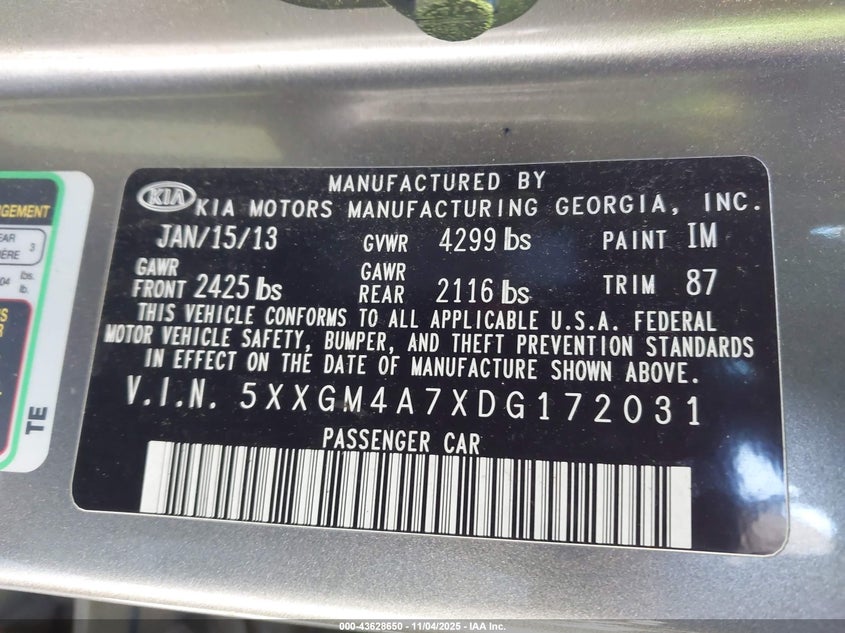 MANUFACTURED BY
KIA KIA MOTORS MANUFACTURING GEORGIA, INC.
JAN/15/13 GVWR 4299 lbs PAINT IM
GAWR FRONT 2425 lbs GAWR REAR 2116 lbs TRIM 87
THIS VEHICLE CONFORMS TO ALL APPLICABLE U.S.A. FEDERAL
MOTOR VEHICLE SAFETY, BUMPER, AND THEFT PREVENTION STANDARDS
IN EFFECT ON THE DATE OF MANUFACTURE SHOWN ABOVE.
V.I.N. 5XXGM4A7XDG172031
PASSENGER CAR
3
lbs.
TE
000-43628650 - 11/04/2025 - IAA Inc.